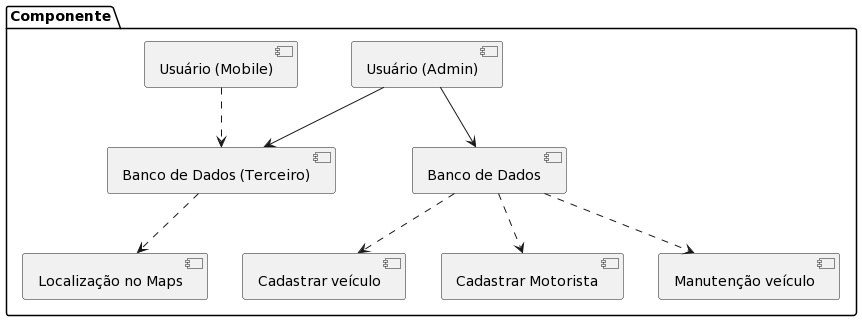 Componente
Usuário (Mobile)
Usuário (Admin)
Banco de Dados (Terceiro)
Banco de Dados
Localização no Maps
Cadastrar veículo
Cadastrar Motorista
Manutenção veículo